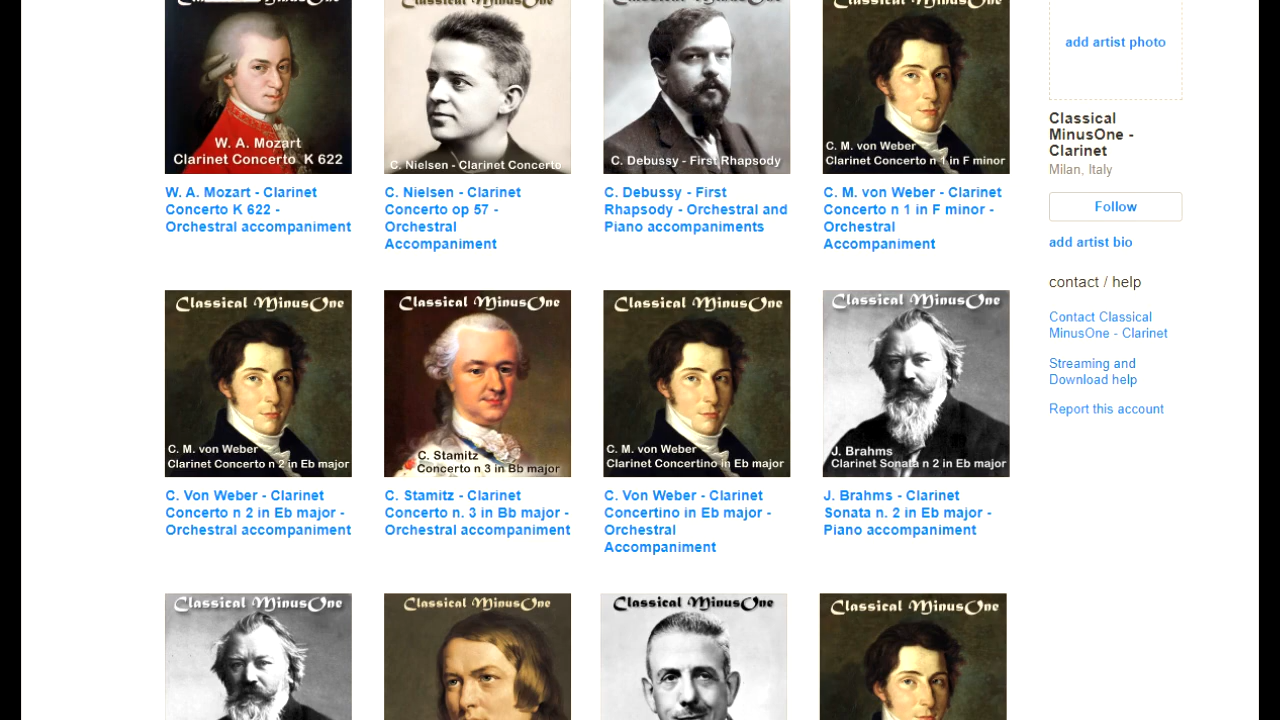 Classical MinusOne
Classical MinusOne
Classical MinusOne
Classical MinusOne
add artist photo
W. A. Mozart
Clarinet Concerto K 622
C. Nielsen - Clarinet Concerto
C. Debussy - First Rhapsody
C. M. von Weber
Clarinet Concerto n 1 in F minor
W. A. Mozart - Clarinet
Concerto K 622 -
Orchestral accompaniment
C. Nielsen - Clarinet
Concerto op 57 -
Orchestral
Accompaniment
C. Debussy - First
Rhapsody - Orchestral and
Piano accompaniments
C. M. von Weber - Clarinet
Concerto n 1 in F minor -
Orchestral
Accompaniment
Classical
MinusOne -
Clarinet
Milan, Italy
Follow
add artist bio
contact / help
Contact Classical
MinusOne - Clarinet
Streaming and
Download help
Report this account
Classical MinusOne
C. M. von Weber
Clarinet Concerto n 2 in Eb major
Classical MinusOne
C. Stamitz
Concerto n 3 in Bb major
Classical MinusOne
C. M. von Weber
Clarinet Concertino in Eb major
Classical MinusOne
J. Brahms
Clarinet Sonata n 2 in Eb major
C. Von Weber - Clarinet
Concerto n 2 in Eb major -
Orchestral accompaniment
C. Stamitz - Clarinet
Concerto n. 3 in Bb major -
Orchestral accompaniment
C. Von Weber - Clarinet
Concertino in Eb major -
Orchestral
Accompaniment
J. Brahms - Clarinet
Sonata n. 2 in Eb major -
Piano accompaniment
Classical MinusOne
Classical MinusOne
Classical MinusOne
Classical MinusOne